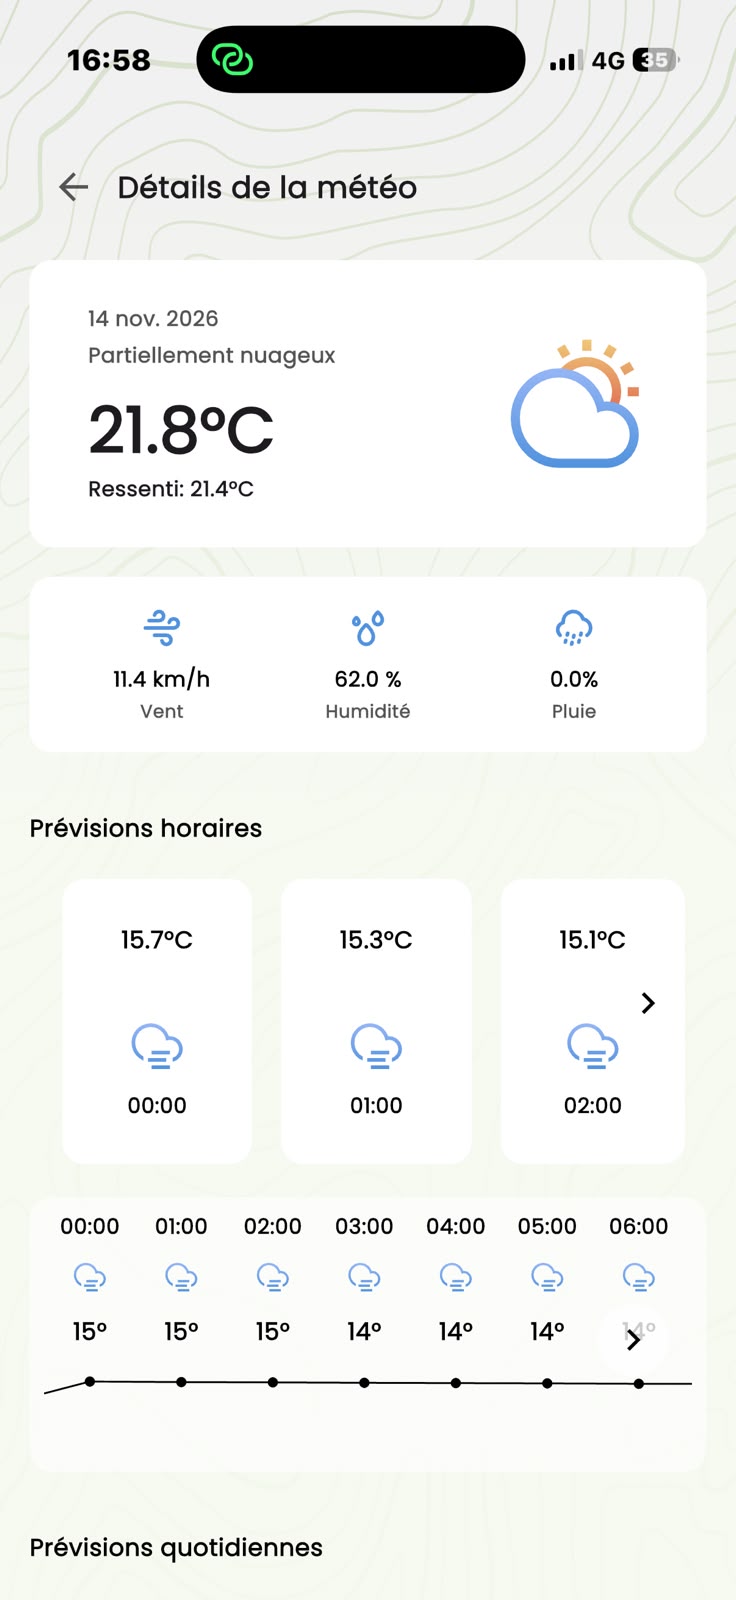 16:58 4G 35
Détails de la météo
14 nov. 2026
Partiellement nuageux
21.8°C
Ressenti: 21.4°C
11.4 km/h 62.0 % 0.0%
Vent Humidité Pluie
Prévisions horaires
15.7°C 15.3°C 15.1°C
00:00 01:00 02:00
00:00 01:00 02:00 03:00 04:00 05:00 06:00
15° 15° 15° 14° 14° 14° 14°
Prévisions quotidiennes